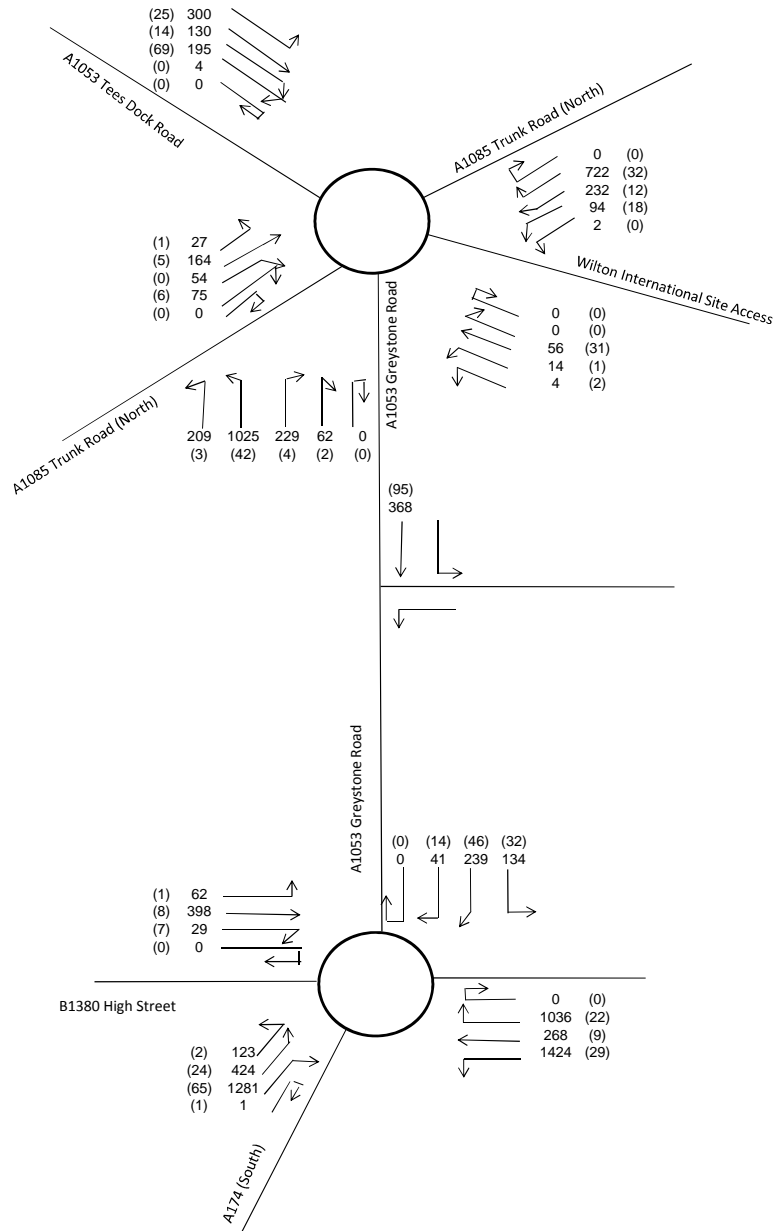 (25) 300
(14) 130
(69) 195
(0) 4
(0) 0
A1053 Tees Dock Road
A1085 Trunk Road (North)
0 (0)
722 (32)
232 (12)
94 (18)
2 (0)
(1) 27
(5) 164
(0) 54
(6) 75
(0) 0
Wilton International Site Access
0 (0)
0 (0)
56 (31)
14 (1)
4 (2)
A1053 Greystone Road
A1085 Trunk Road (North)
209 1025 229 62 0
(3) (42) (4) (2) (0)
(95)
368
A1053 Greystone Road
(0) (14) (46) (32)
0 41 239 134
(1) 62
(8) 398
(7) 29
(0) 0
B1380 High Street
0 (0)
1036 (22)
268 (9)
1424 (29)
(2) 123
(24) 424
(65) 1281
(1) 1
A174 (South)